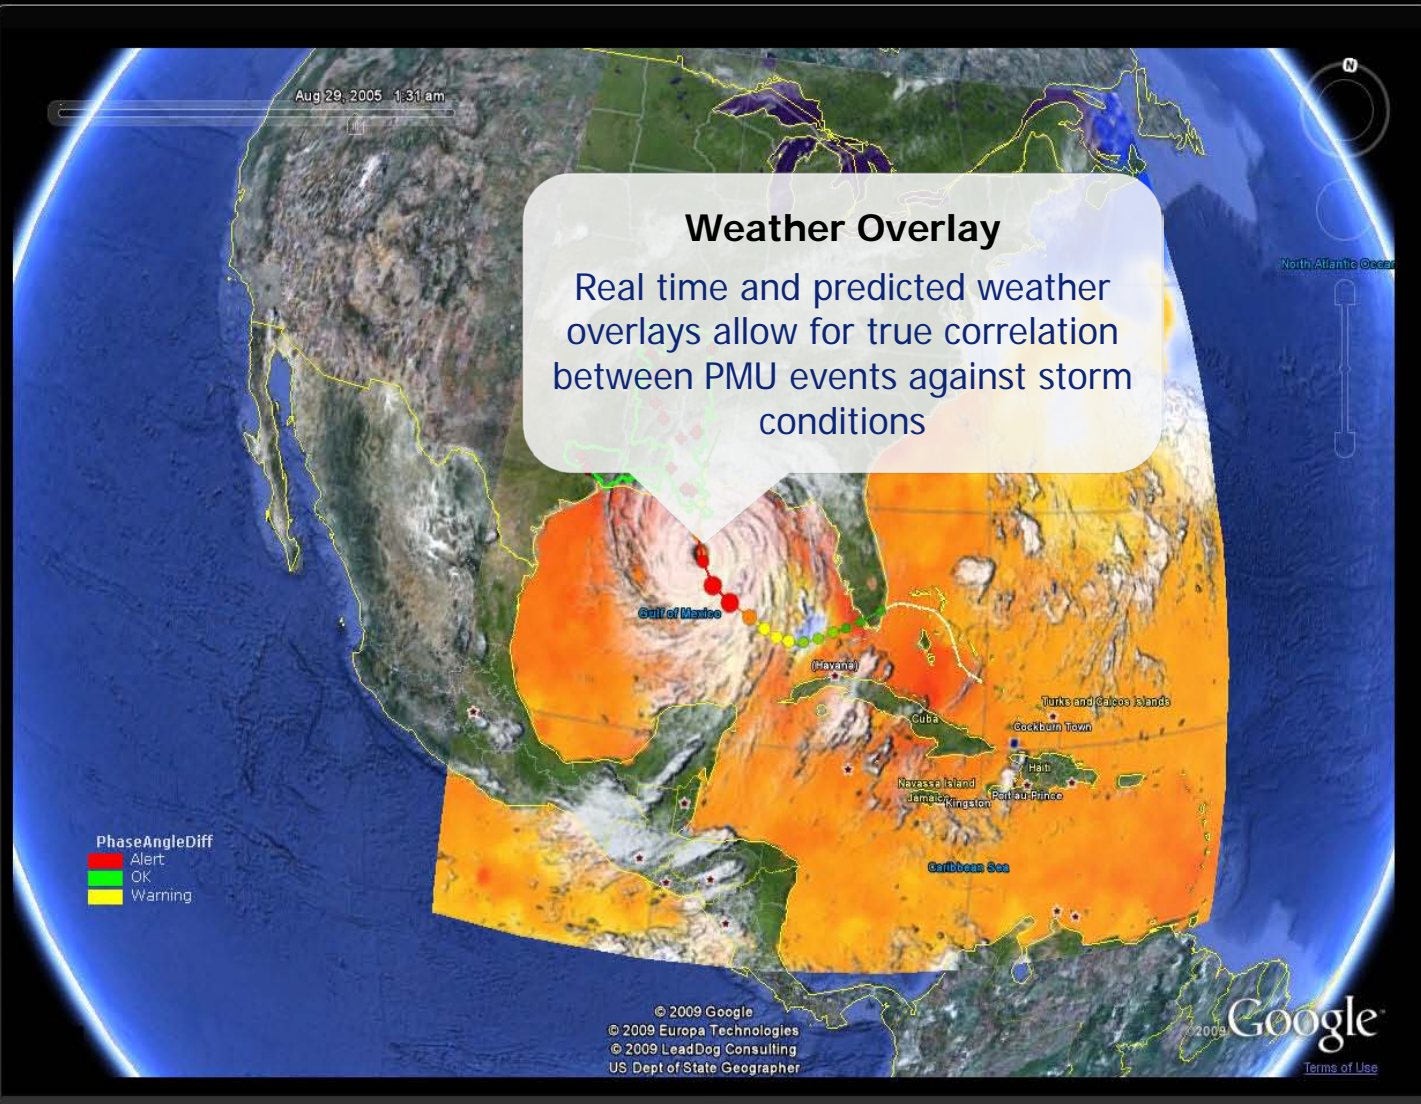 Aug 29, 2005   1:31 am
N
Weather Overlay
Real time and predicted weather
overlays allow for true correlation
between PMU events against storm
conditions
North Atlantic Ocean
Gulf of Mexico
(Havana)
Cuba
Turks and Caicos Islands
Cockburn Town
Haiti
Navassa Island
Port-au-Prince
Jamaica
Kingston
Caribbean Sea
PhaseAngleDiff
Alert
OK
Warning
© 2009 Google
© 2009 Europa Technologies
© 2009 LeadDog Consulting
US Dept of State Geographer
©2009 Google
Terms of Use